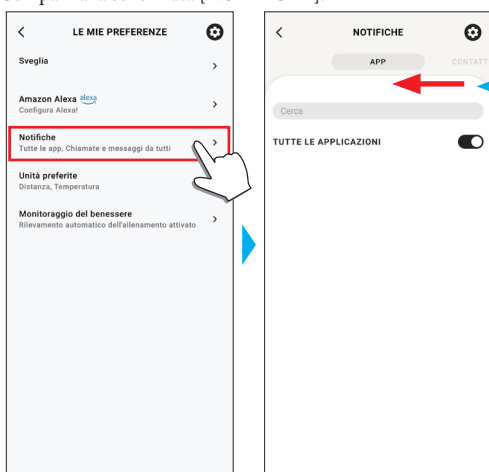 LE MIE PREFERENZE
Sveglia
Amazon Alexa alexa
Configura Alexa!
Notifiche
Tutte le app, Chiamate e messaggi da tutti
Unità preferite
Distanza, Temperatura
Monitoraggio del benessere
Rilevamento automatico dell'allenamento attivato
NOTIFICHE
APP
CONTATT
Cerca
TUTTE LE APPLICAZIONI